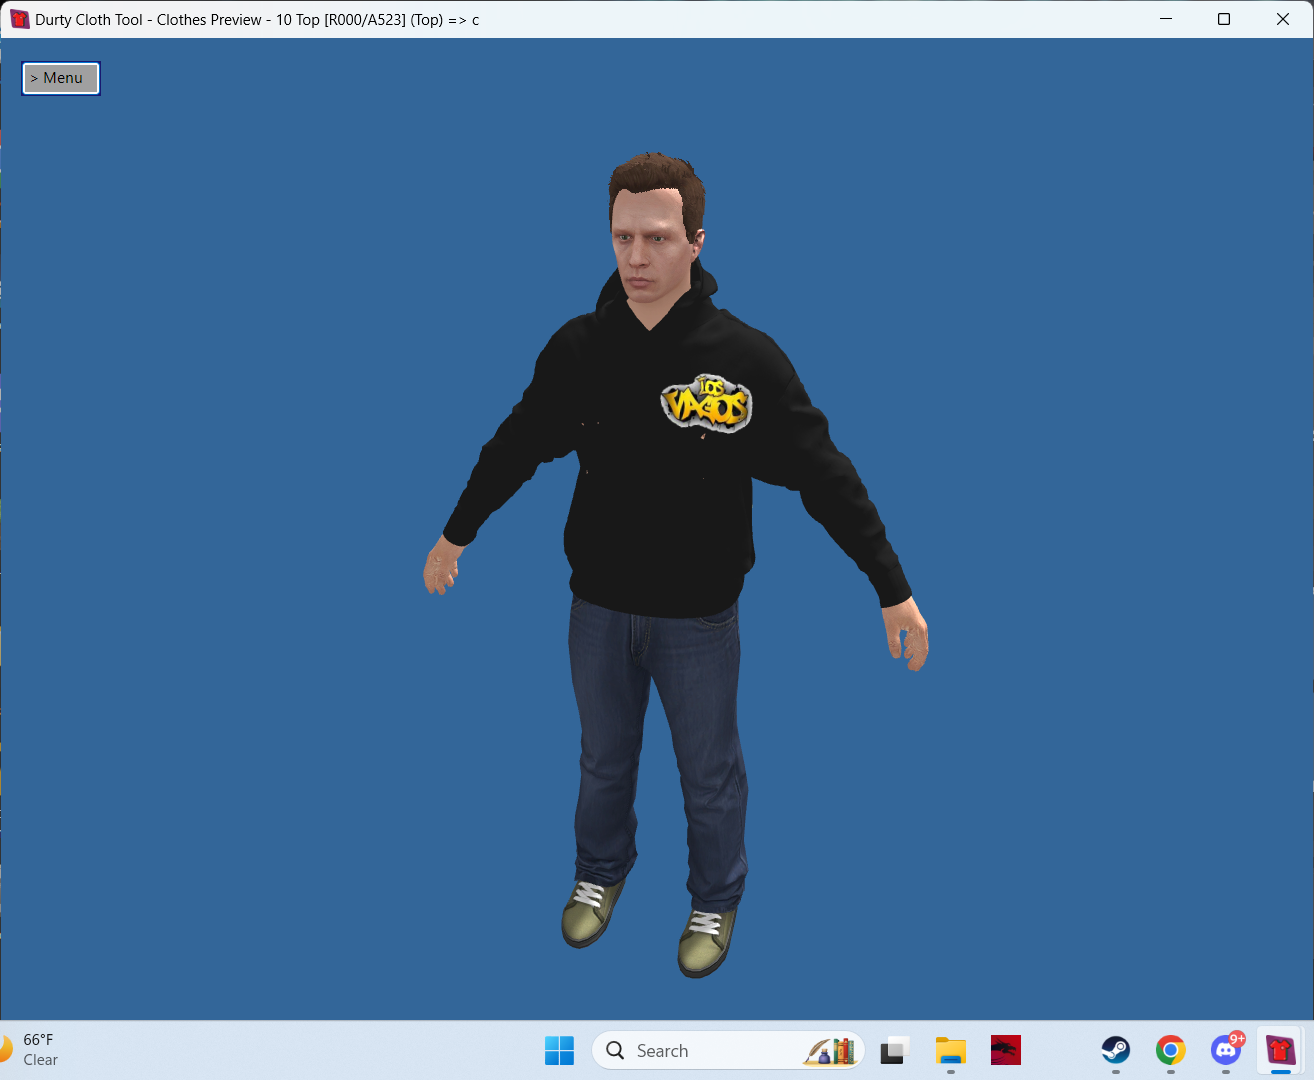 Durty Cloth Tool - Clothes Preview - 10 Top [R000/A523] (Top) => c
> Menu
LOS
VAGOS
66°F
Clear
Search
9+